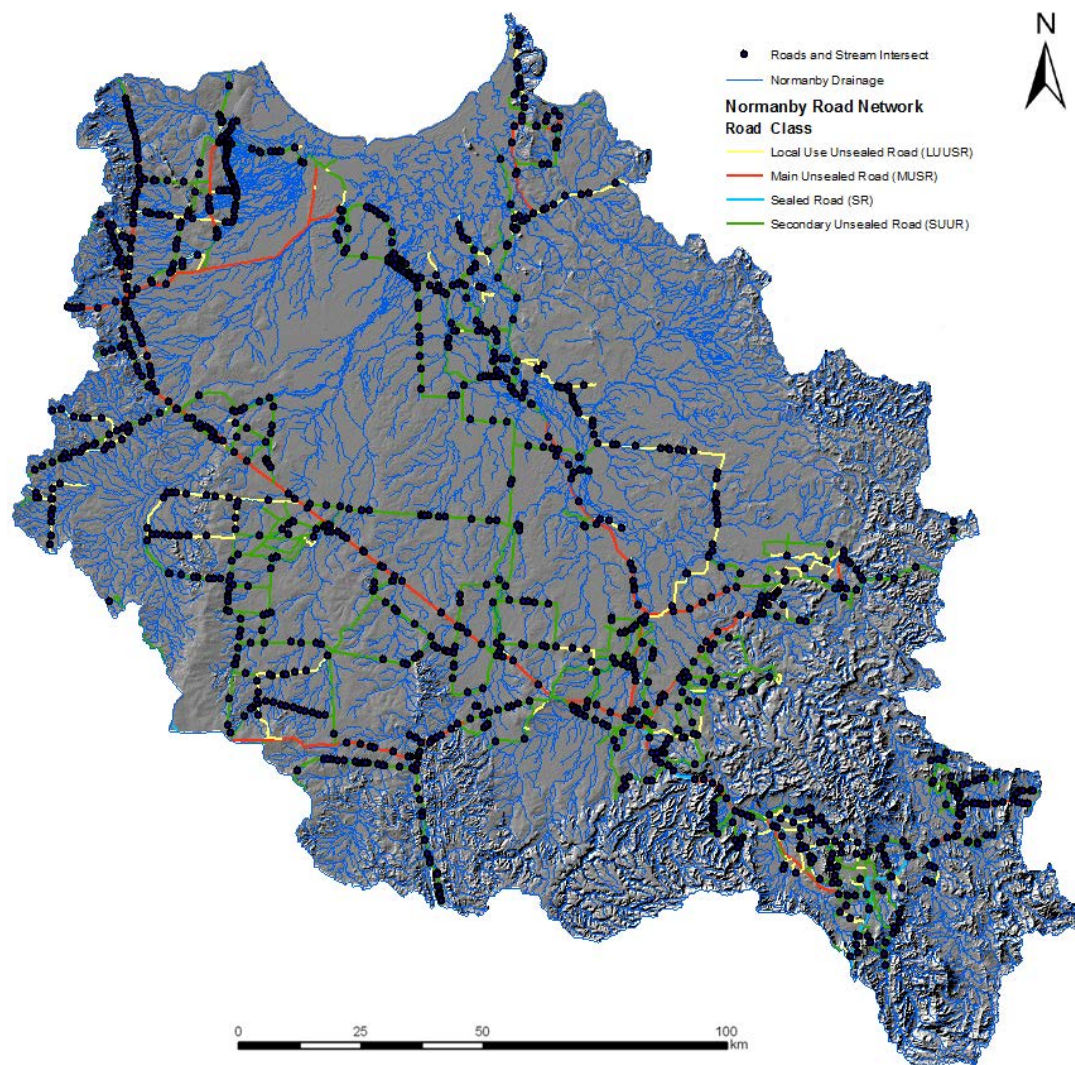 N
Roads and Stream Intersect
Normanby Drainage
Normanby Road Network
Road Class
Local Use Unsealed Road (LUUSR)
Main Unsealed Road (MUSR)
Sealed Road (SR)
Secondary Unsealed Road (SUUR)
0 25 50 100
km